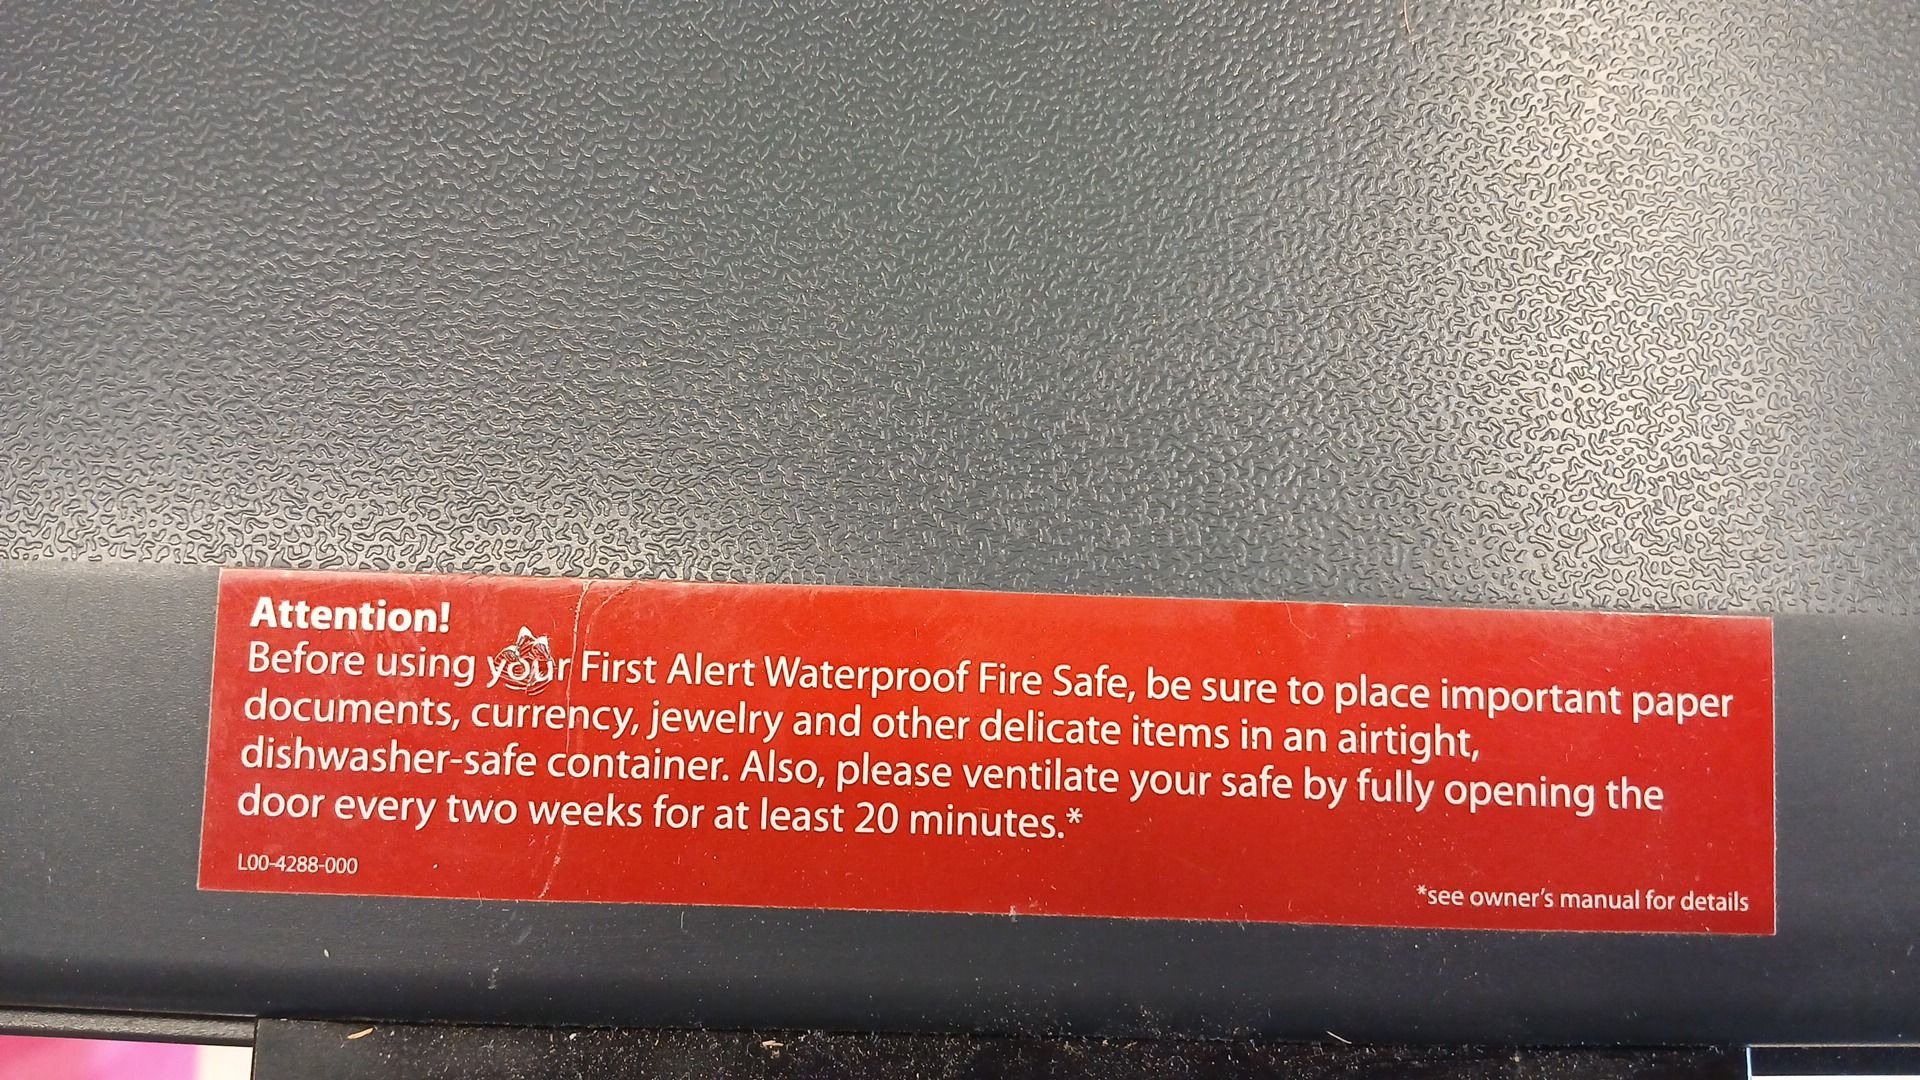 Attention!
Before using your First Alert Waterproof Fire Safe, be sure to place important paper
documents, currency, jewelry and other delicate items in an airtight,
dishwasher-safe container. Also, please ventilate your safe by fully opening the
door every two weeks for at least 20 minutes.*
L00-4288-000
*see owner's manual for details